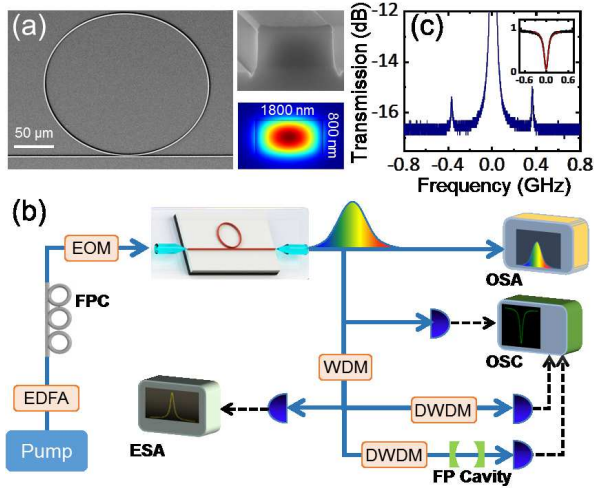 (a)
50 μm
1800 nm
800 nm
(c)
Transmission (dB)
-12
-14
-16
-0.8 -0.4 0.0 0.4 0.8
Frequency (GHz)
1
0
-0.6 0.0 0.6
(b)
EOM
FPC
EDFA
Pump
OSA
OSC
WDM
ESA
DWDM
DWDM
FP Cavity